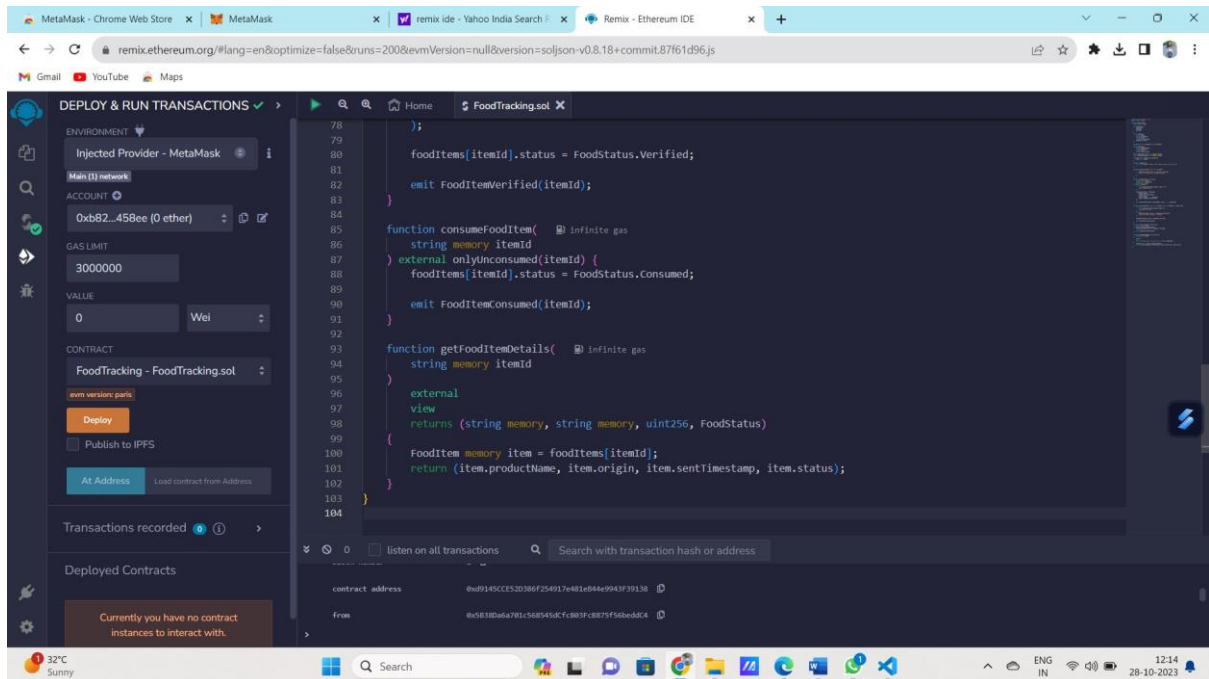 MetaMask - Chrome Web Store
MetaMask
remix ide - Yahoo India Search R
Remix - Ethereum IDE
remix.ethereum.org/#lang=en&optimize=false&runs=200&evmVersion=null&version=soljson-v0.8.18+commit.87f61d96.js
Gmail YouTube Maps
DEPLOY & RUN TRANSACTIONS
Home FoodTracking.sol
ENVIRONMENT
Injected Provider - MetaMask
Main (1) network
ACCOUNT
0xb82...458ee (0 ether)
GAS LIMIT
3000000
VALUE
0 Wei
CONTRACT
FoodTracking - FoodTracking.sol
evm version: paris
Deploy
Publish to IPFS
At Address Load contract from Address
Transactions recorded 0
Deployed Contracts
Currently you have no contract
instances to interact with.
78 );
79
80 foodItems[itemId].status = FoodStatus.Verified;
81
82 emit FoodItemVerified(itemId);
83 }
84
85 function consumeFoodItem( infinite gas
86 string memory itemId
87 ) external onlyUnconsumed(itemId) {
88 foodItems[itemId].status = FoodStatus.Consumed;
89
90 emit FoodItemConsumed(itemId);
91 }
92
93 function getFoodItemDetails( infinite gas
94 string memory itemId
95 )
96 external
97 view
98 returns (string memory, string memory, uint256, FoodStatus)
99 {
100 FoodItem memory item = foodItems[itemId];
101 return (item.productName, item.origin, item.sentTimestamp, item.status);
102 }
103 }
104
0 listen on all transactions Search with transaction hash or address
contract address 0xd9145CCE52D386f254917e481eB44e9943F39138
from 0x5B38Da6a701c568545dCfcB03FcB875f56beddC4
>
32°C
Sunny
Search
ENG
IN
12:14
28-10-2023